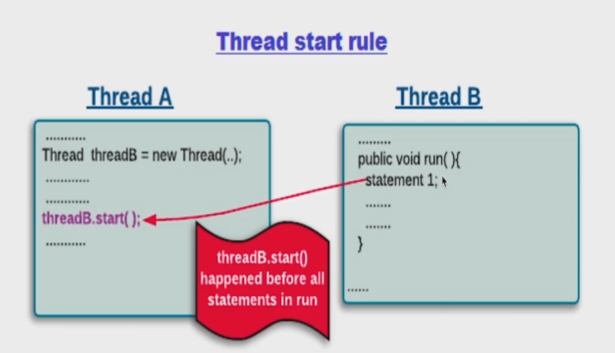 Thread start rule
Thread A
...........
Thread threadB = new Thread(..);
............
............
threadB.start( );
...........
Thread B
.........
public void run( ){
statement 1;
.......
.......
}
......
threadB.start()
happened before all
statements in run